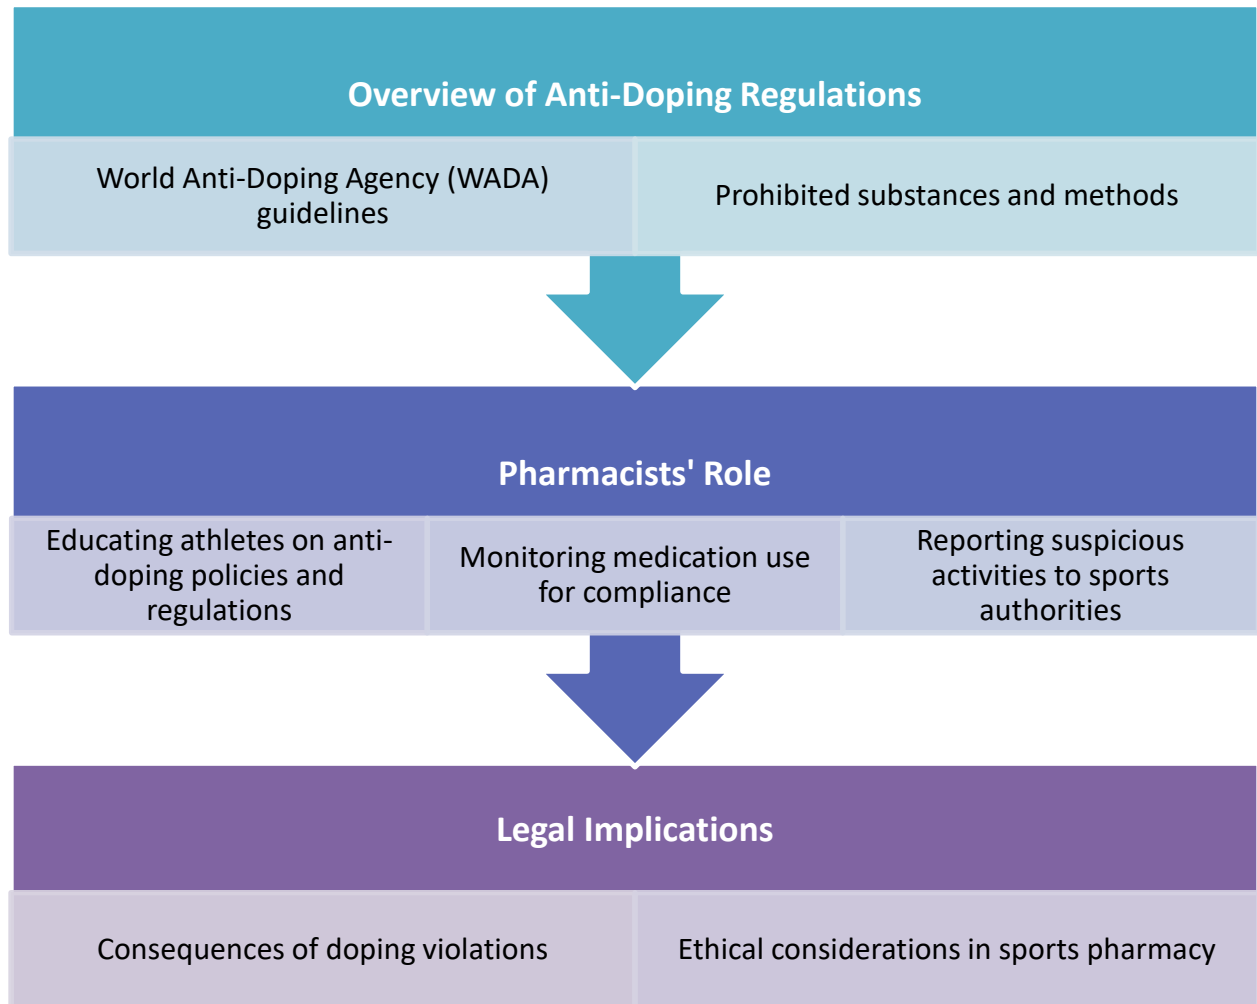 Overview of Anti-Doping Regulations
World Anti-Doping Agency (WADA)
guidelines
Prohibited substances and methods
Pharmacists' Role
Educating athletes on anti-
doping policies and
regulations
Monitoring medication use
for compliance
Reporting suspicious
activities to sports
authorities
Legal Implications
Consequences of doping violations
Ethical considerations in sports pharmacy